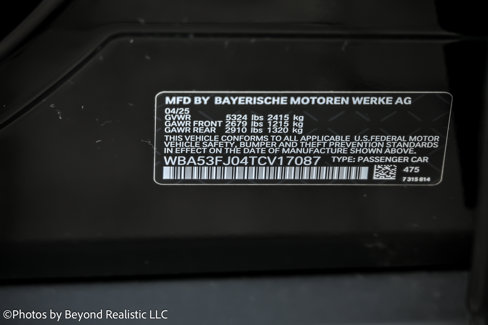 MFD BY BAYERISCHE MOTOREN WERKE AG
04/25
GVWR 5324 lbs 2415 kg
GAWR FRONT 2679 lbs 1215 kg
GAWR REAR 2910 lbs 1320 kg
THIS VEHICLE CONFORMS TO ALL APPLICABLE U.S.FEDERAL MOTOR
VEHICLE SAFETY, BUMPER, AND THEFT PREVENTION STANDARDS
IN EFFECT ON THE DATE OF MANUFACTURE SHOWN ABOVE.
WBA53FJ04TCV17087 TYPE: PASSENGER CAR
475
7 315 814
©Photos by Beyond Realistic LLC